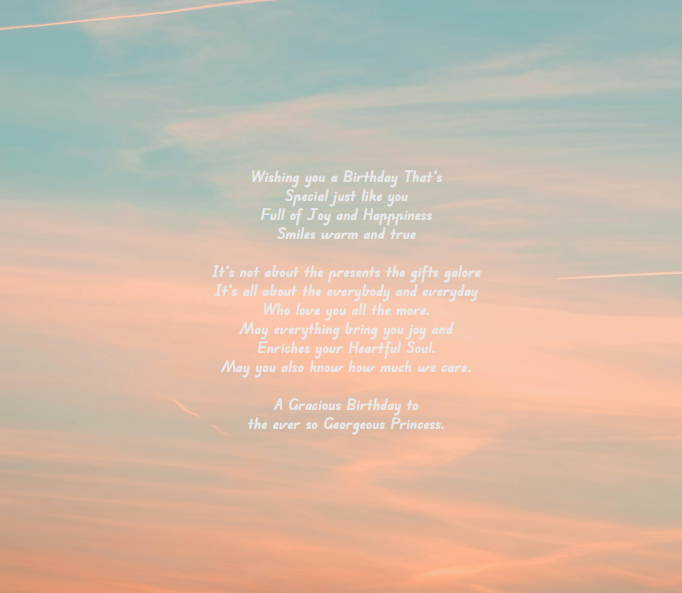 Wishing you a Birthday That's
Special just like you
Full of Joy and Happpiness
Smiles warm and true
It's not about the presents the gifts galore
It's all about the everybody and everyday
Who love you all the more.
May everything bring you joy and
Enriches your Heartful Soul.
May you also know how much we care.
A Gracious Birthday to
the ever so Georgeous Princess.